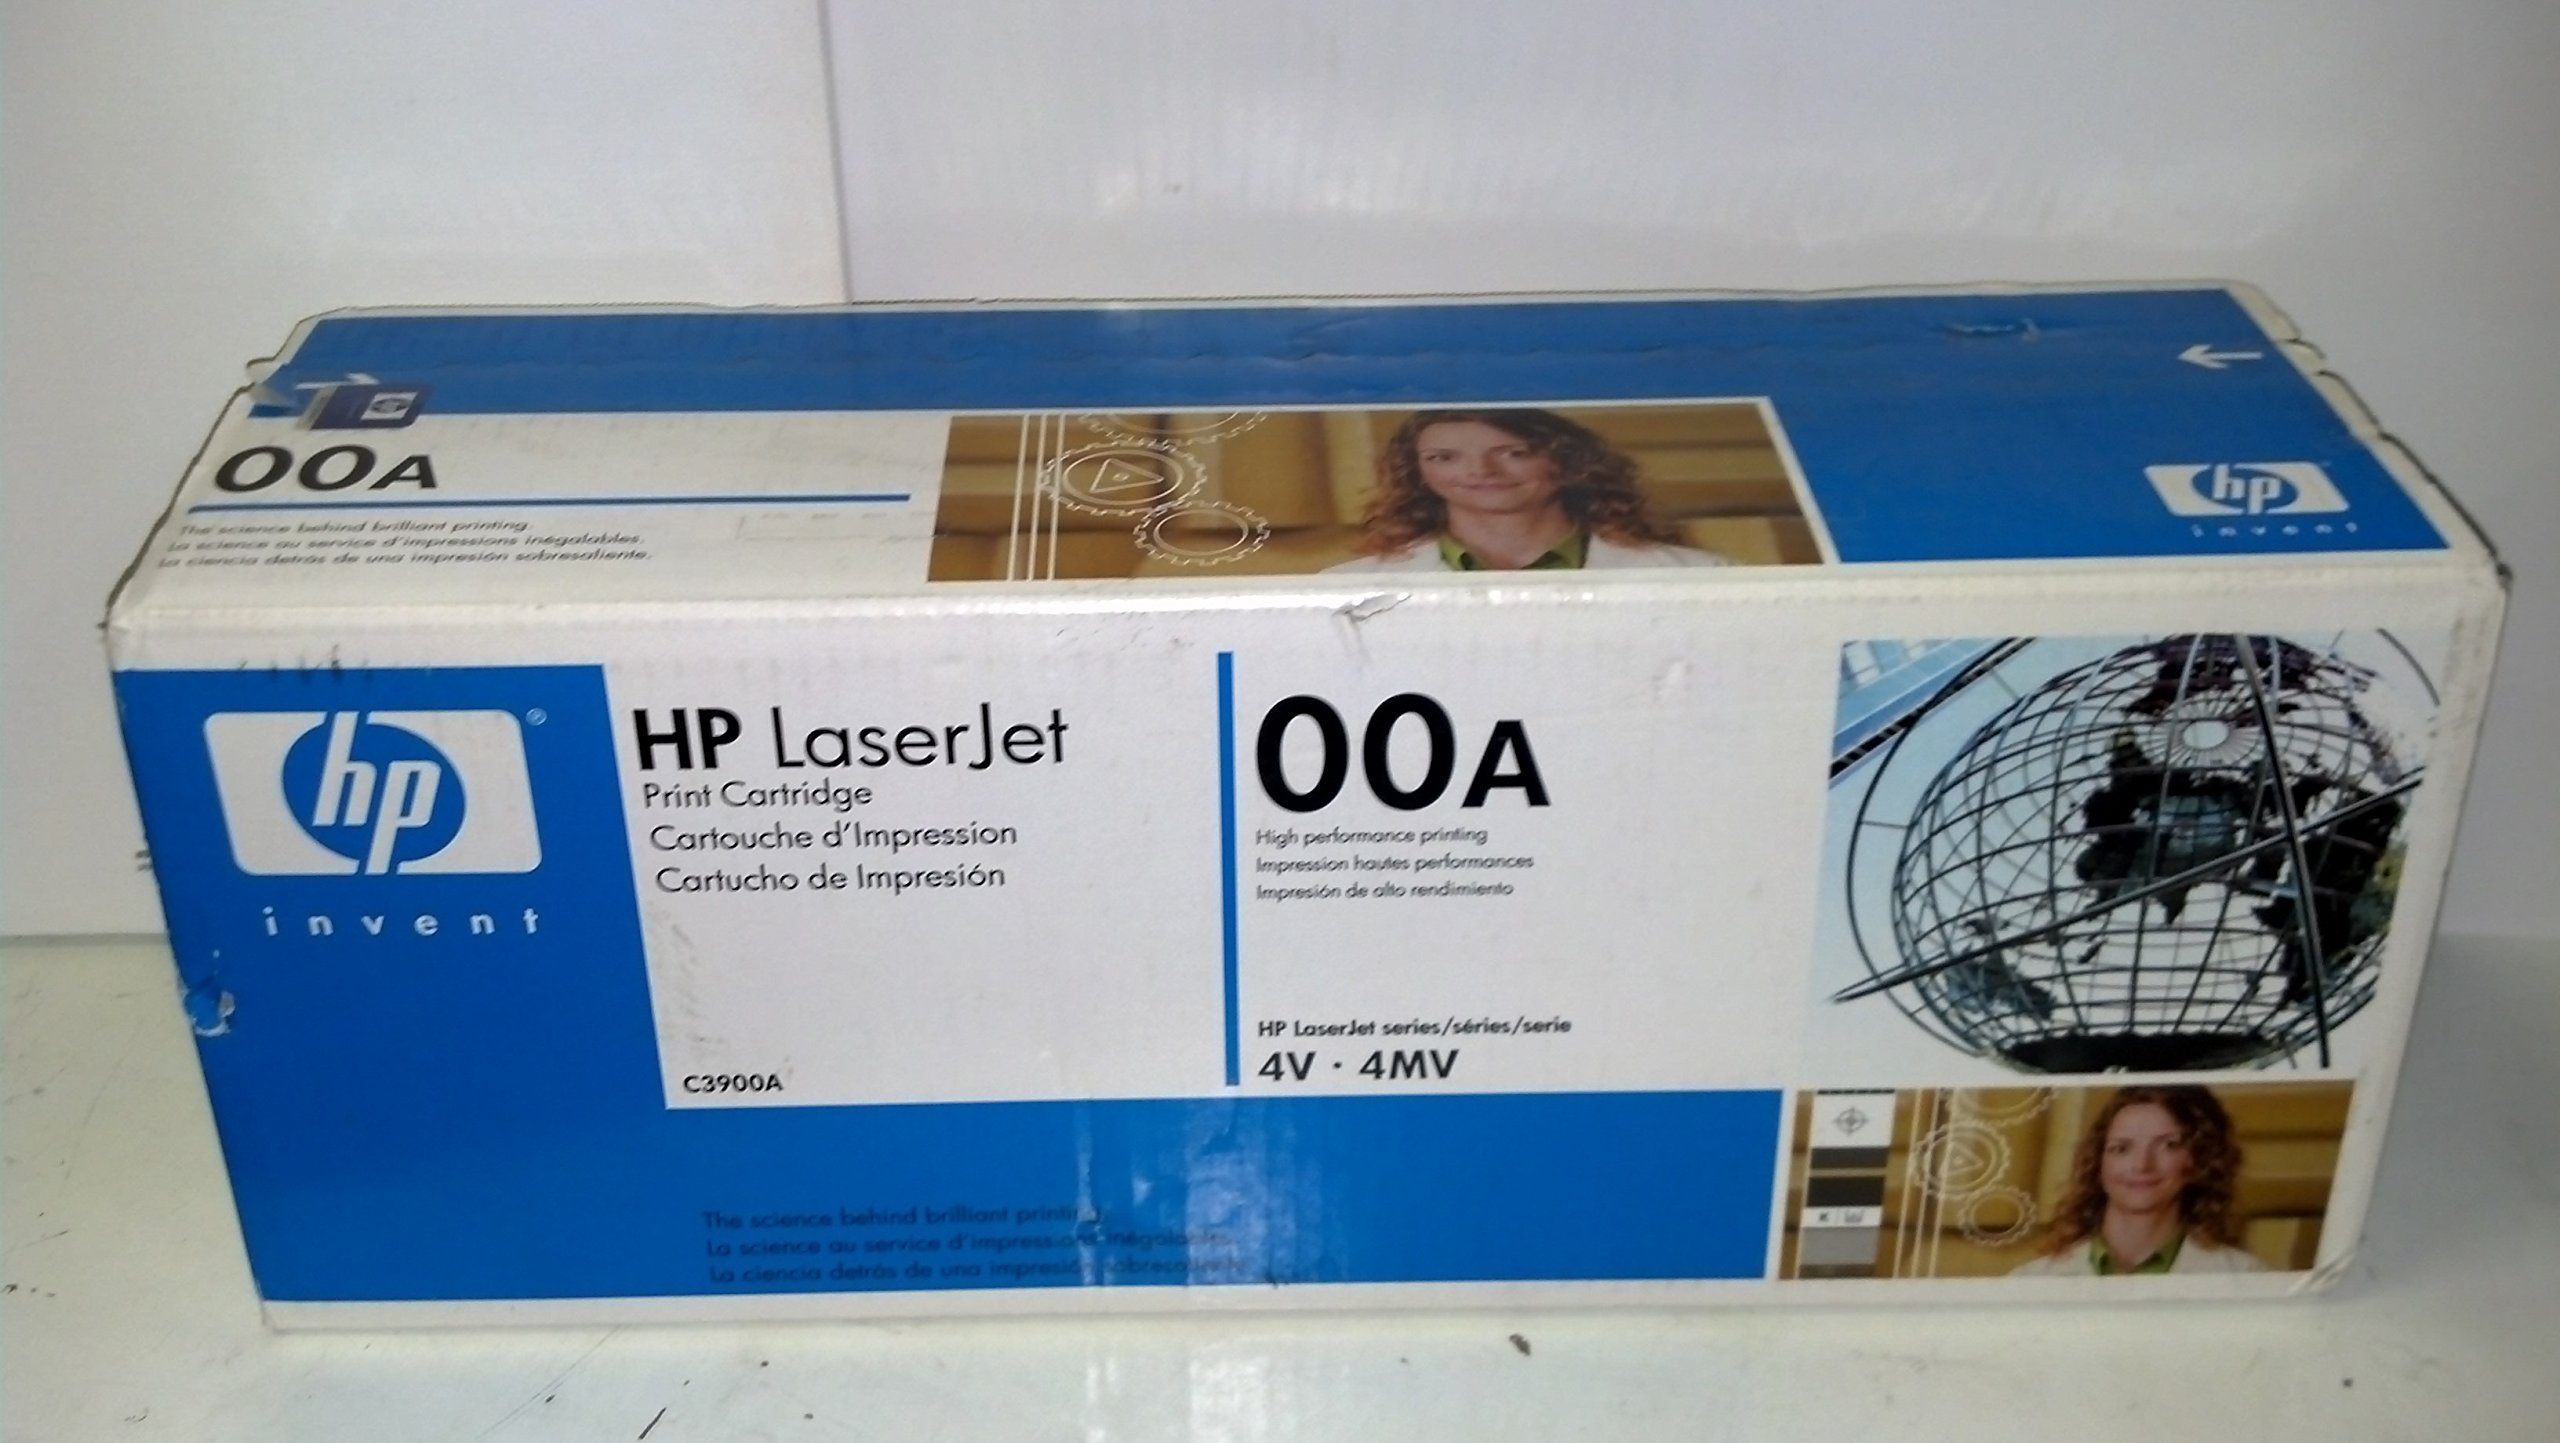 00A
The science behind brilliant printing.
La science au service d'impressions inégalables.
La ciencia detrás de una impresión sobresaliente.
hp
invent
hp®
invent
HP LaserJet
Print Cartridge
Cartouche d'Impression
Cartucho de Impresión
C3900A
00A
High performance printing
Impression hautes performances
Impresión de alto rendimiento
HP LaserJet series/séries/serie
4V · 4MV
The science behind brilliant printing.
La science au service d'impressions inégalables.
La ciencia detrás de una impresión sobresaliente.
K